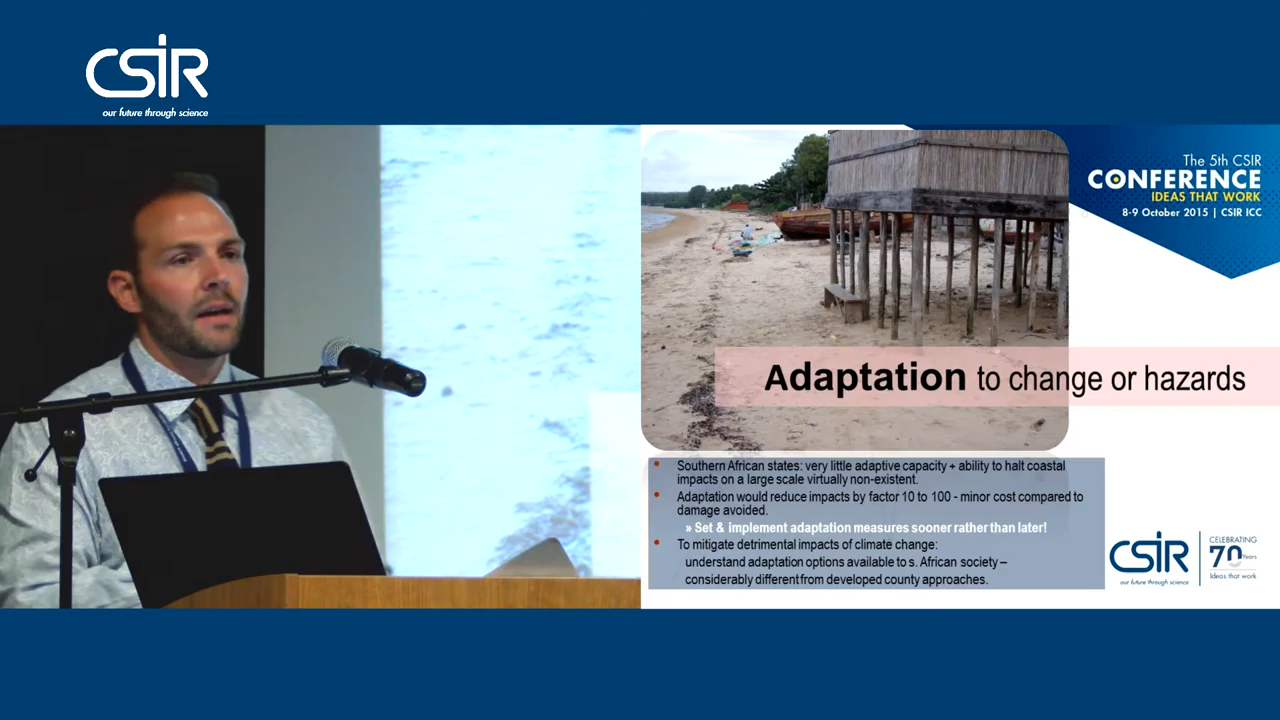 CSIR
our future through science
The 5th CSIR
CONFERENCE
IDEAS THAT WORK
8-9 October 2015 | CSIR ICC
Adaptation to change or hazards
• Southern African states: very little adaptive capacity + ability to halt coastal
impacts on a large scale virtually non-existent.
• Adaptation would reduce impacts by factor 10 to 100 - minor cost compared to
damage avoided.
» Set & implement adaptation measures sooner rather than later!
• To mitigate detrimental impacts of climate change:
understand adaptation options available to s. African society –
considerably different from developed county approaches.
CSIR
our future through science
CELEBRATING
70 Years
Ideas that work